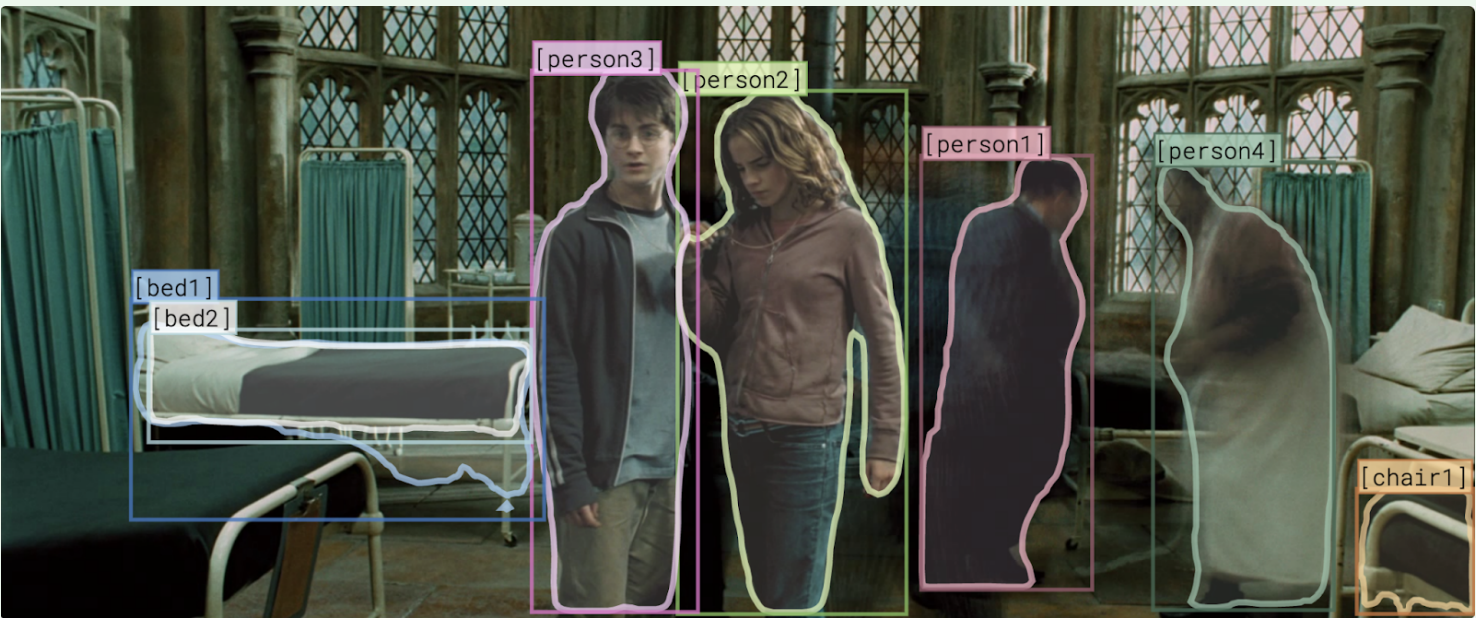 [person3]
[person2]
[person1]
[person4]
[bed1]
[bed2]
[chair1]